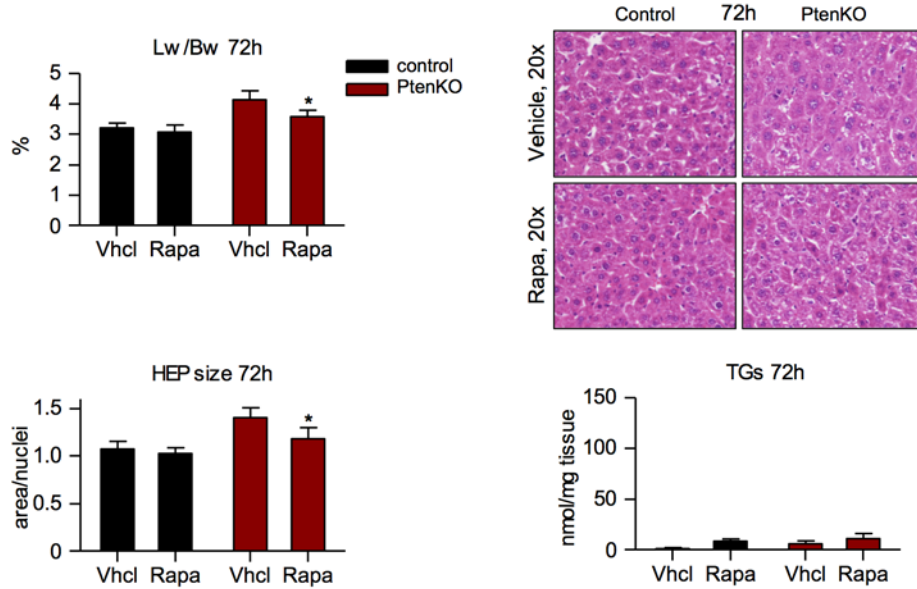 Lw/Bw 72h
control
PtenKO
%
5
4
3
2
1
0
Vhcl Rapa Vhcl Rapa
*
Control 72h PtenKO
Vehicle, 20x
Rapa, 20x
HEP size 72h
area/nuclei
1.5
1.0
0.5
0.0
Vhcl Rapa Vhcl Rapa
*
TGs 72h
nmol/mg tissue
150
100
50
0
Vhcl Rapa Vhcl Rapa